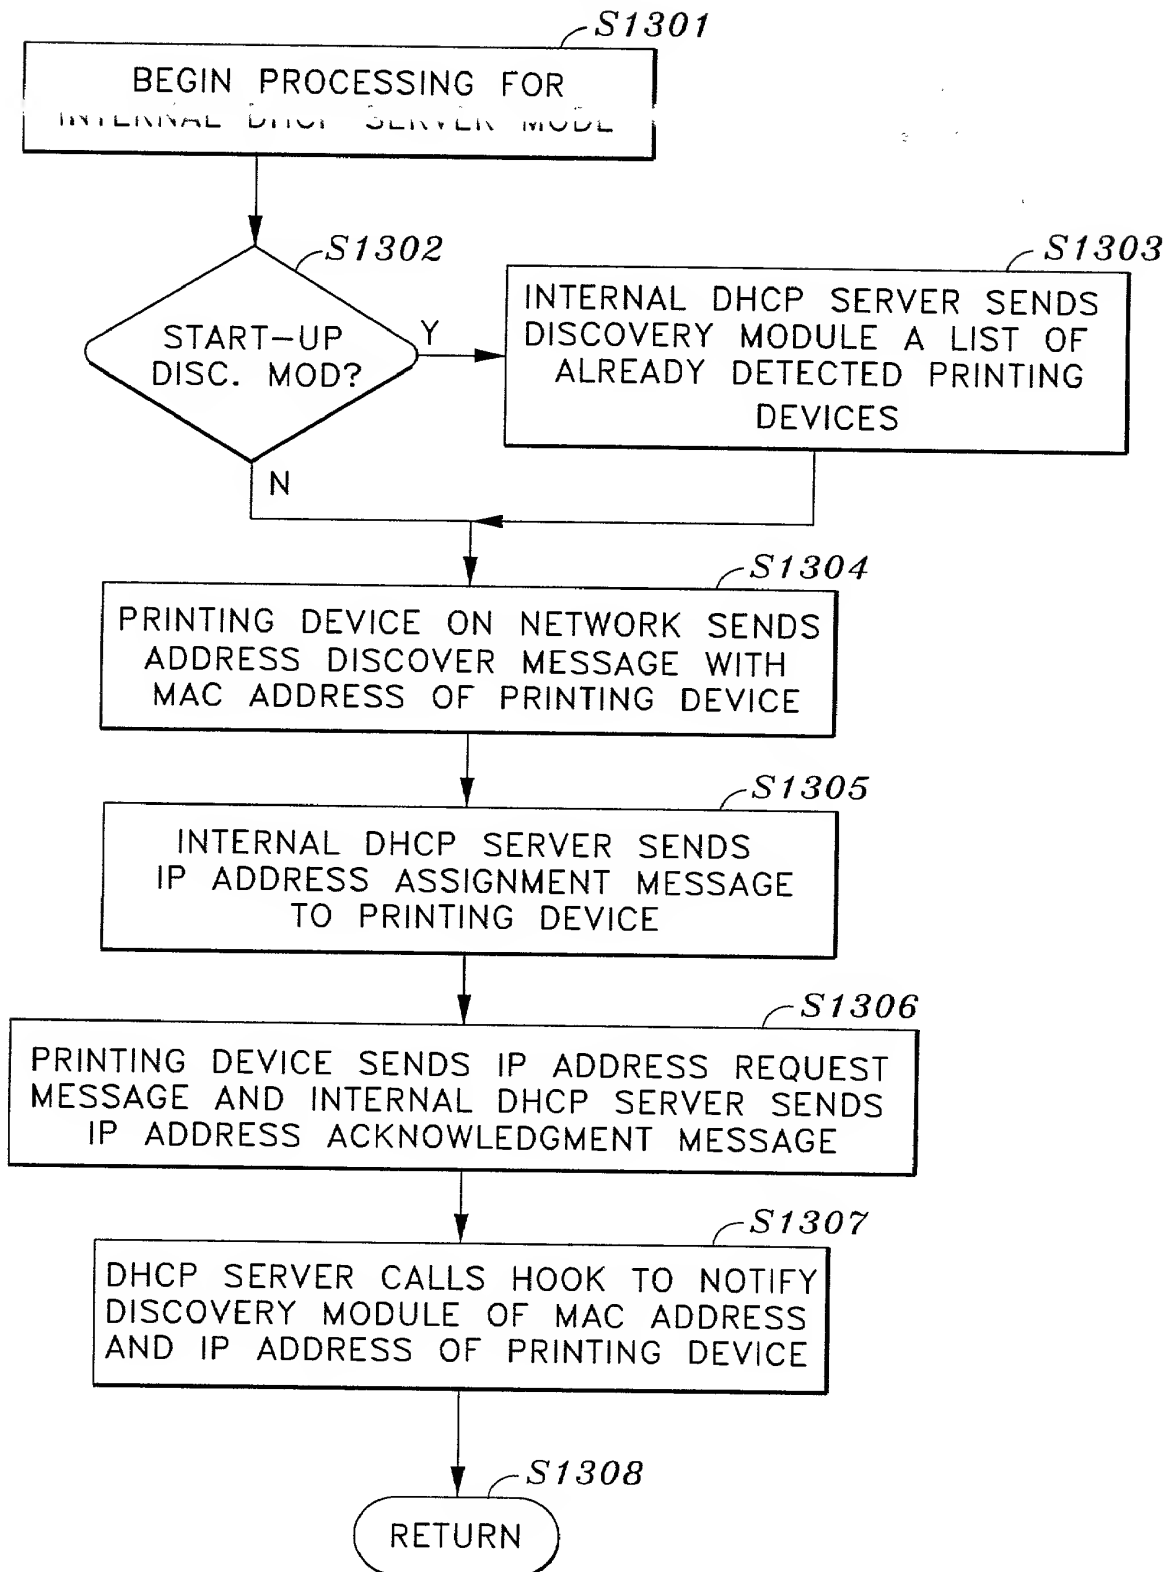 S1301
BEGIN PROCESSING FOR
INTERNAL DHCP SERVER MODE
S1302
START-UP
DISC. MOD?
Y
N
S1303
INTERNAL DHCP SERVER SENDS
DISCOVERY MODULE A LIST OF
ALREADY DETECTED PRINTING
DEVICES
S1304
PRINTING DEVICE ON NETWORK SENDS
ADDRESS DISCOVER MESSAGE WITH
MAC ADDRESS OF PRINTING DEVICE
S1305
INTERNAL DHCP SERVER SENDS
IP ADDRESS ASSIGNMENT MESSAGE
TO PRINTING DEVICE
S1306
PRINTING DEVICE SENDS IP ADDRESS REQUEST
MESSAGE AND INTERNAL DHCP SERVER SENDS
IP ADDRESS ACKNOWLEDGMENT MESSAGE
S1307
DHCP SERVER CALLS HOOK TO NOTIFY
DISCOVERY MODULE OF MAC ADDRESS
AND IP ADDRESS OF PRINTING DEVICE
S1308
RETURN